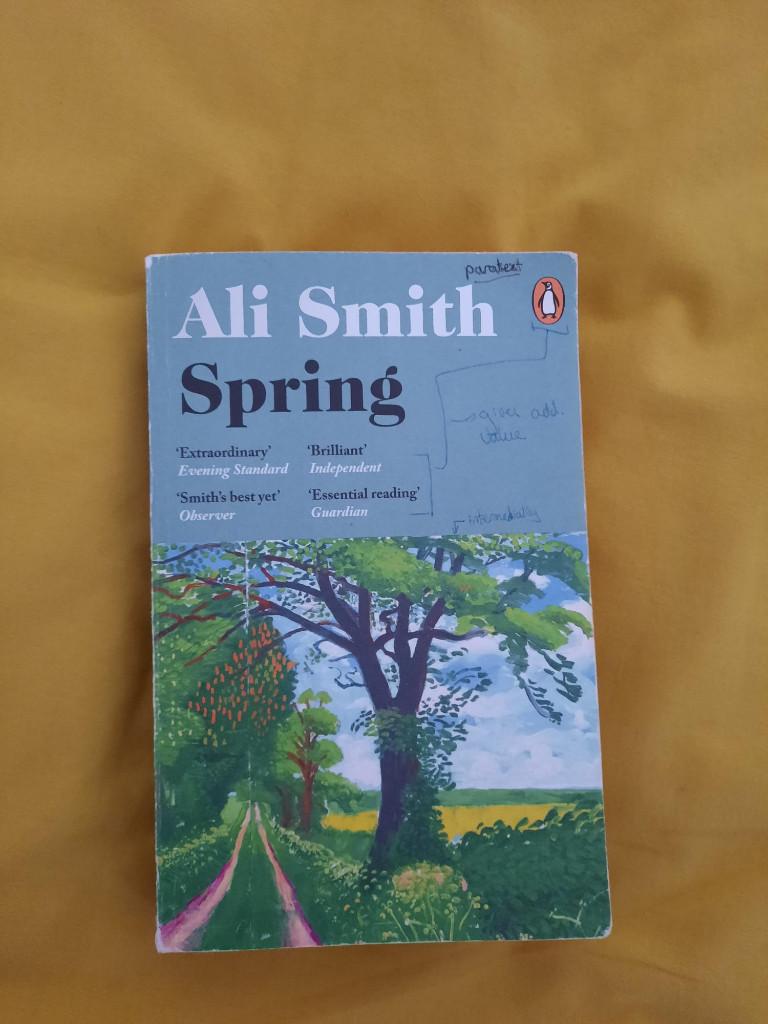 paratext
Ali Smith
Spring
→ gives add.
value
'Extraordinary' 'Brilliant'
Evening Standard Independent
'Smith's best yet' 'Essential reading'
Observer Guardian